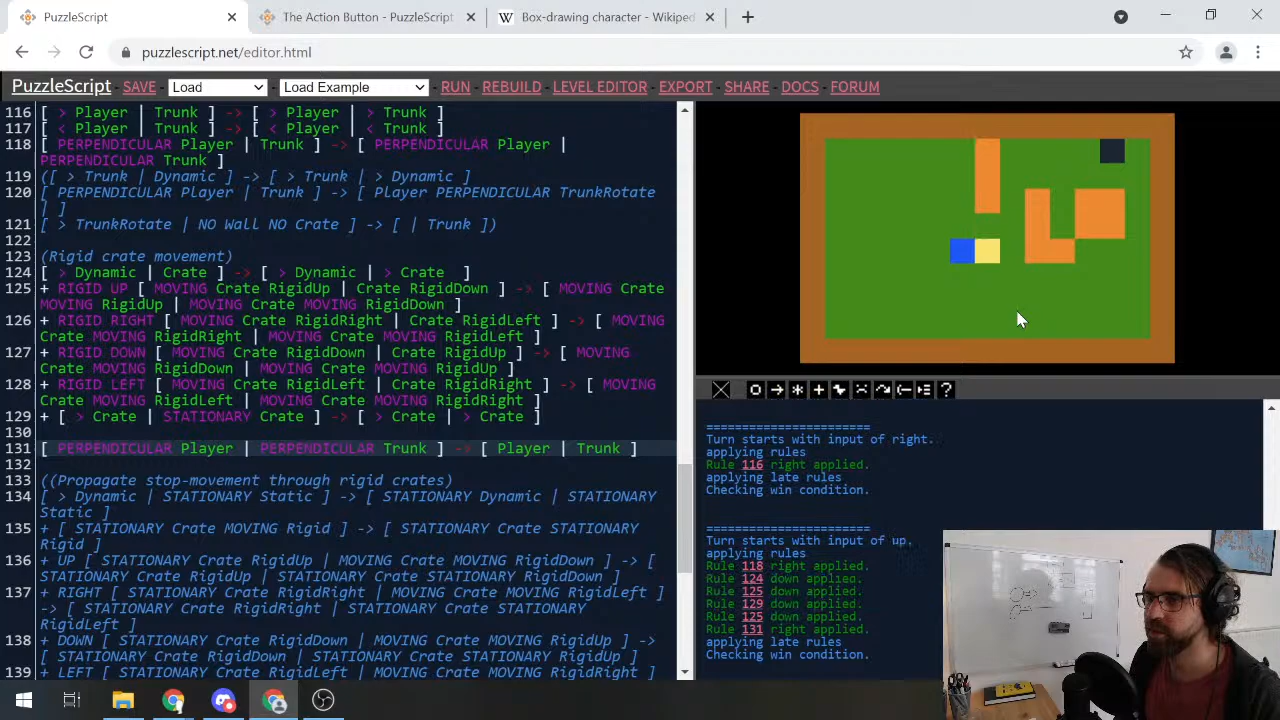 PuzzleScript
The Action Button - PuzzleScript
Box-drawing character - Wikiped
puzzlescript.net/editor.html
PuzzleScript SAVE Load Load Example RUN REBUILD LEVEL EDITOR EXPORT SHARE DOCS FORUM
116 [ > Player | Trunk ] -> [ > Player | > Trunk ]
117 [ < Player | Trunk ] -> [ < Player | < Trunk ]
118 [ PERPENDICULAR Player | Trunk ] -> [ PERPENDICULAR Player |
PERPENDICULAR Trunk ]
119 ([ > Trunk | Dynamic ] -> [ > Trunk | > Dynamic ]
120 [ PERPENDICULAR Player | Trunk ] -> [ Player PERPENDICULAR TrunkRotate
| ]
121 [ > TrunkRotate | NO Wall NO Crate ] -> [ | Trunk ])
122
123 (Rigid crate movement)
124 [ > Dynamic | Crate ] -> [ > Dynamic | > Crate ]
125 + RIGID UP [ MOVING Crate RigidUp | Crate RigidDown ] -> [ MOVING Crate
MOVING RigidUp | MOVING Crate MOVING RigidDown ]
126 + RIGID RIGHT [ MOVING Crate RigidRight | Crate RigidLeft ] -> [ MOVING
Crate MOVING RigidRight | MOVING Crate MOVING RigidLeft ]
127 + RIGID DOWN [ MOVING Crate RigidDown | Crate RigidUp ] -> [ MOVING
Crate MOVING RigidDown | MOVING Crate MOVING RigidUp ]
128 + RIGID LEFT [ MOVING Crate RigidLeft | Crate RigidRight ] -> [ MOVING
Crate MOVING RigidLeft | MOVING Crate MOVING RigidRight ]
129 + [ > Crate | STATIONARY Crate ] -> [ > Crate | > Crate ]
130
131 [ PERPENDICULAR Player | PERPENDICULAR Trunk ] -> [ Player | Trunk ]
132
133 ((Propagate stop-movement through rigid crates)
134 [ > Dynamic | STATIONARY Static ] -> [ STATIONARY Dynamic | STATIONARY
Static ]
135 + [ STATIONARY Crate MOVING Rigid ] -> [ STATIONARY Crate STATIONARY
Rigid ]
136 + UP [ STATIONARY Crate RigidUp | MOVING Crate MOVING RigidDown ] -> [
STATIONARY Crate RigidUp | STATIONARY Crate STATIONARY RigidDown ]
137 + RIGHT [ STATIONARY Crate RigidRight | MOVING Crate MOVING RigidLeft ]
-> [ STATIONARY Crate RigidRight | STATIONARY Crate STATIONARY
RigidLeft ]
138 + DOWN [ STATIONARY Crate RigidDown | MOVING Crate MOVING RigidUp ] ->
[ STATIONARY Crate RigidDown | STATIONARY Crate STATIONARY RigidUp ]
139 + LEFT [ STATIONARY Crate RigidLeft | MOVING Crate MOVING RigidRight ]
=======================
Turn starts with input of right.
applying rules
Rule 116 right applied.
applying late rules
Checking win condition.
=======================
Turn starts with input of up.
applying rules
Rule 118 right applied.
Rule 124 down applied.
Rule 125 down applied.
Rule 129 down applied.
Rule 125 down applied.
Rule 131 right applied.
applying late rules
Checking win condition.